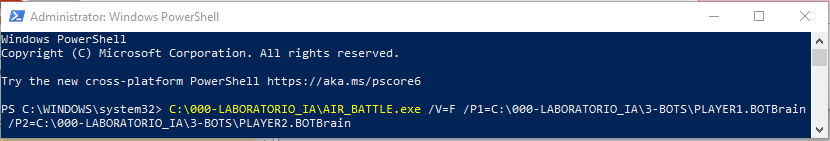 Administrator: Windows PowerShell
Windows PowerShell
Copyright (C) Microsoft Corporation. All rights reserved.
Try the new cross-platform PowerShell https://aka.ms/pscore6
PS C:\WINDOWS\system32> C:\000-LABORATORIO_IA\AIR_BATTLE.exe /V=F /P1=C:\000-LABORATORIO_IA\3-BOTS\PLAYER1.BOTBrain
/P2=C:\000-LABORATORIO_IA\3-BOTS\PLAYER2.BOTBrain